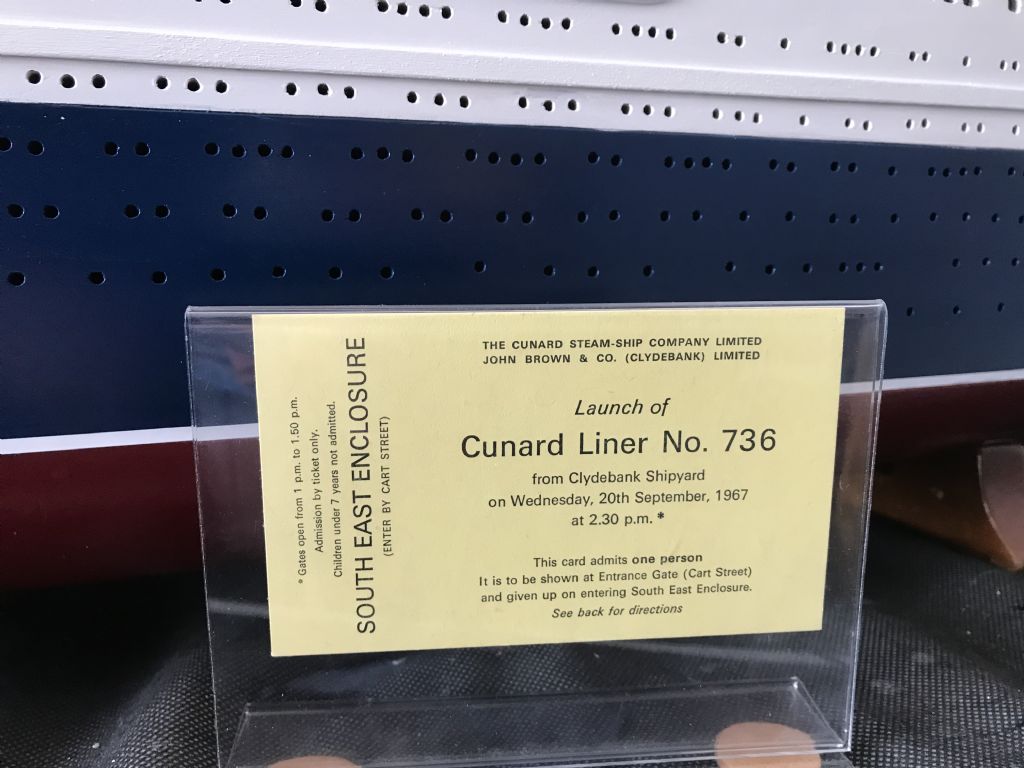 * Gates open from 1 p.m. to 1.50 p.m.
Admission by ticket only.
Children under 7 years not admitted.
SOUTH EAST ENCLOSURE
(ENTER BY CART STREET)
THE CUNARD STEAM-SHIP COMPANY LIMITED
JOHN BROWN & CO. (CLYDEBANK) LIMITED
Launch of
Cunard Liner No. 736
from Clydebank Shipyard
on Wednesday, 20th September, 1967
at 2.30 p.m. *
This card admits one person
It is to be shown at Entrance Gate (Cart Street)
and given up on entering South East Enclosure.
See back for directions